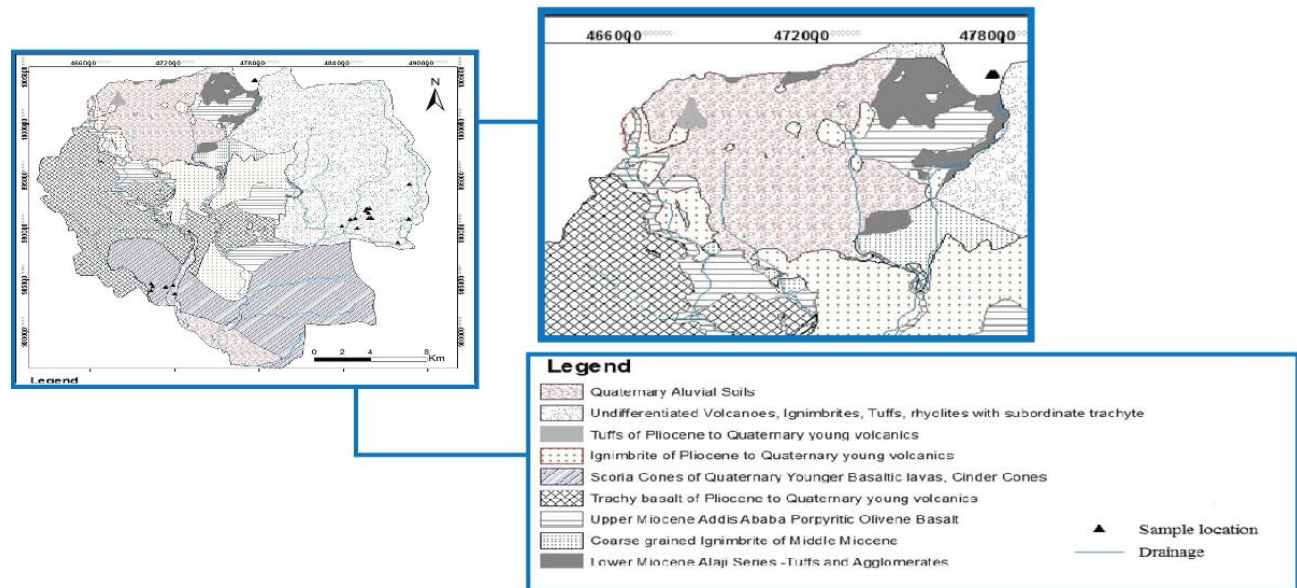 466000 472000 478000 484000 490000
N
0 2 4 8
Km
Legend
466000 472000 478000
Legend
Quaternary Aluvial Soils
Undifferentiated Volcanoes, Ignimbrites, Tuffs, rhyolites with subordinate trachyte
Tuffs of Pliocene to Quaternary young volcanics
Ignimbrite of Pliocene to Quaternary young volcanics
Scoria Cones of Quaternary Younger Basaltic lavas, Cinder Cones
Trachy basalt of Pliocene to Quaternary young volcanics
Upper Miocene Addis Ababa Porpyritic Olivene Basalt
Coarse grained Ignimbrite of Middle Miocene
Lower Miocene Alaji Series -Tuffs and Agglomerates
Sample location
Drainage